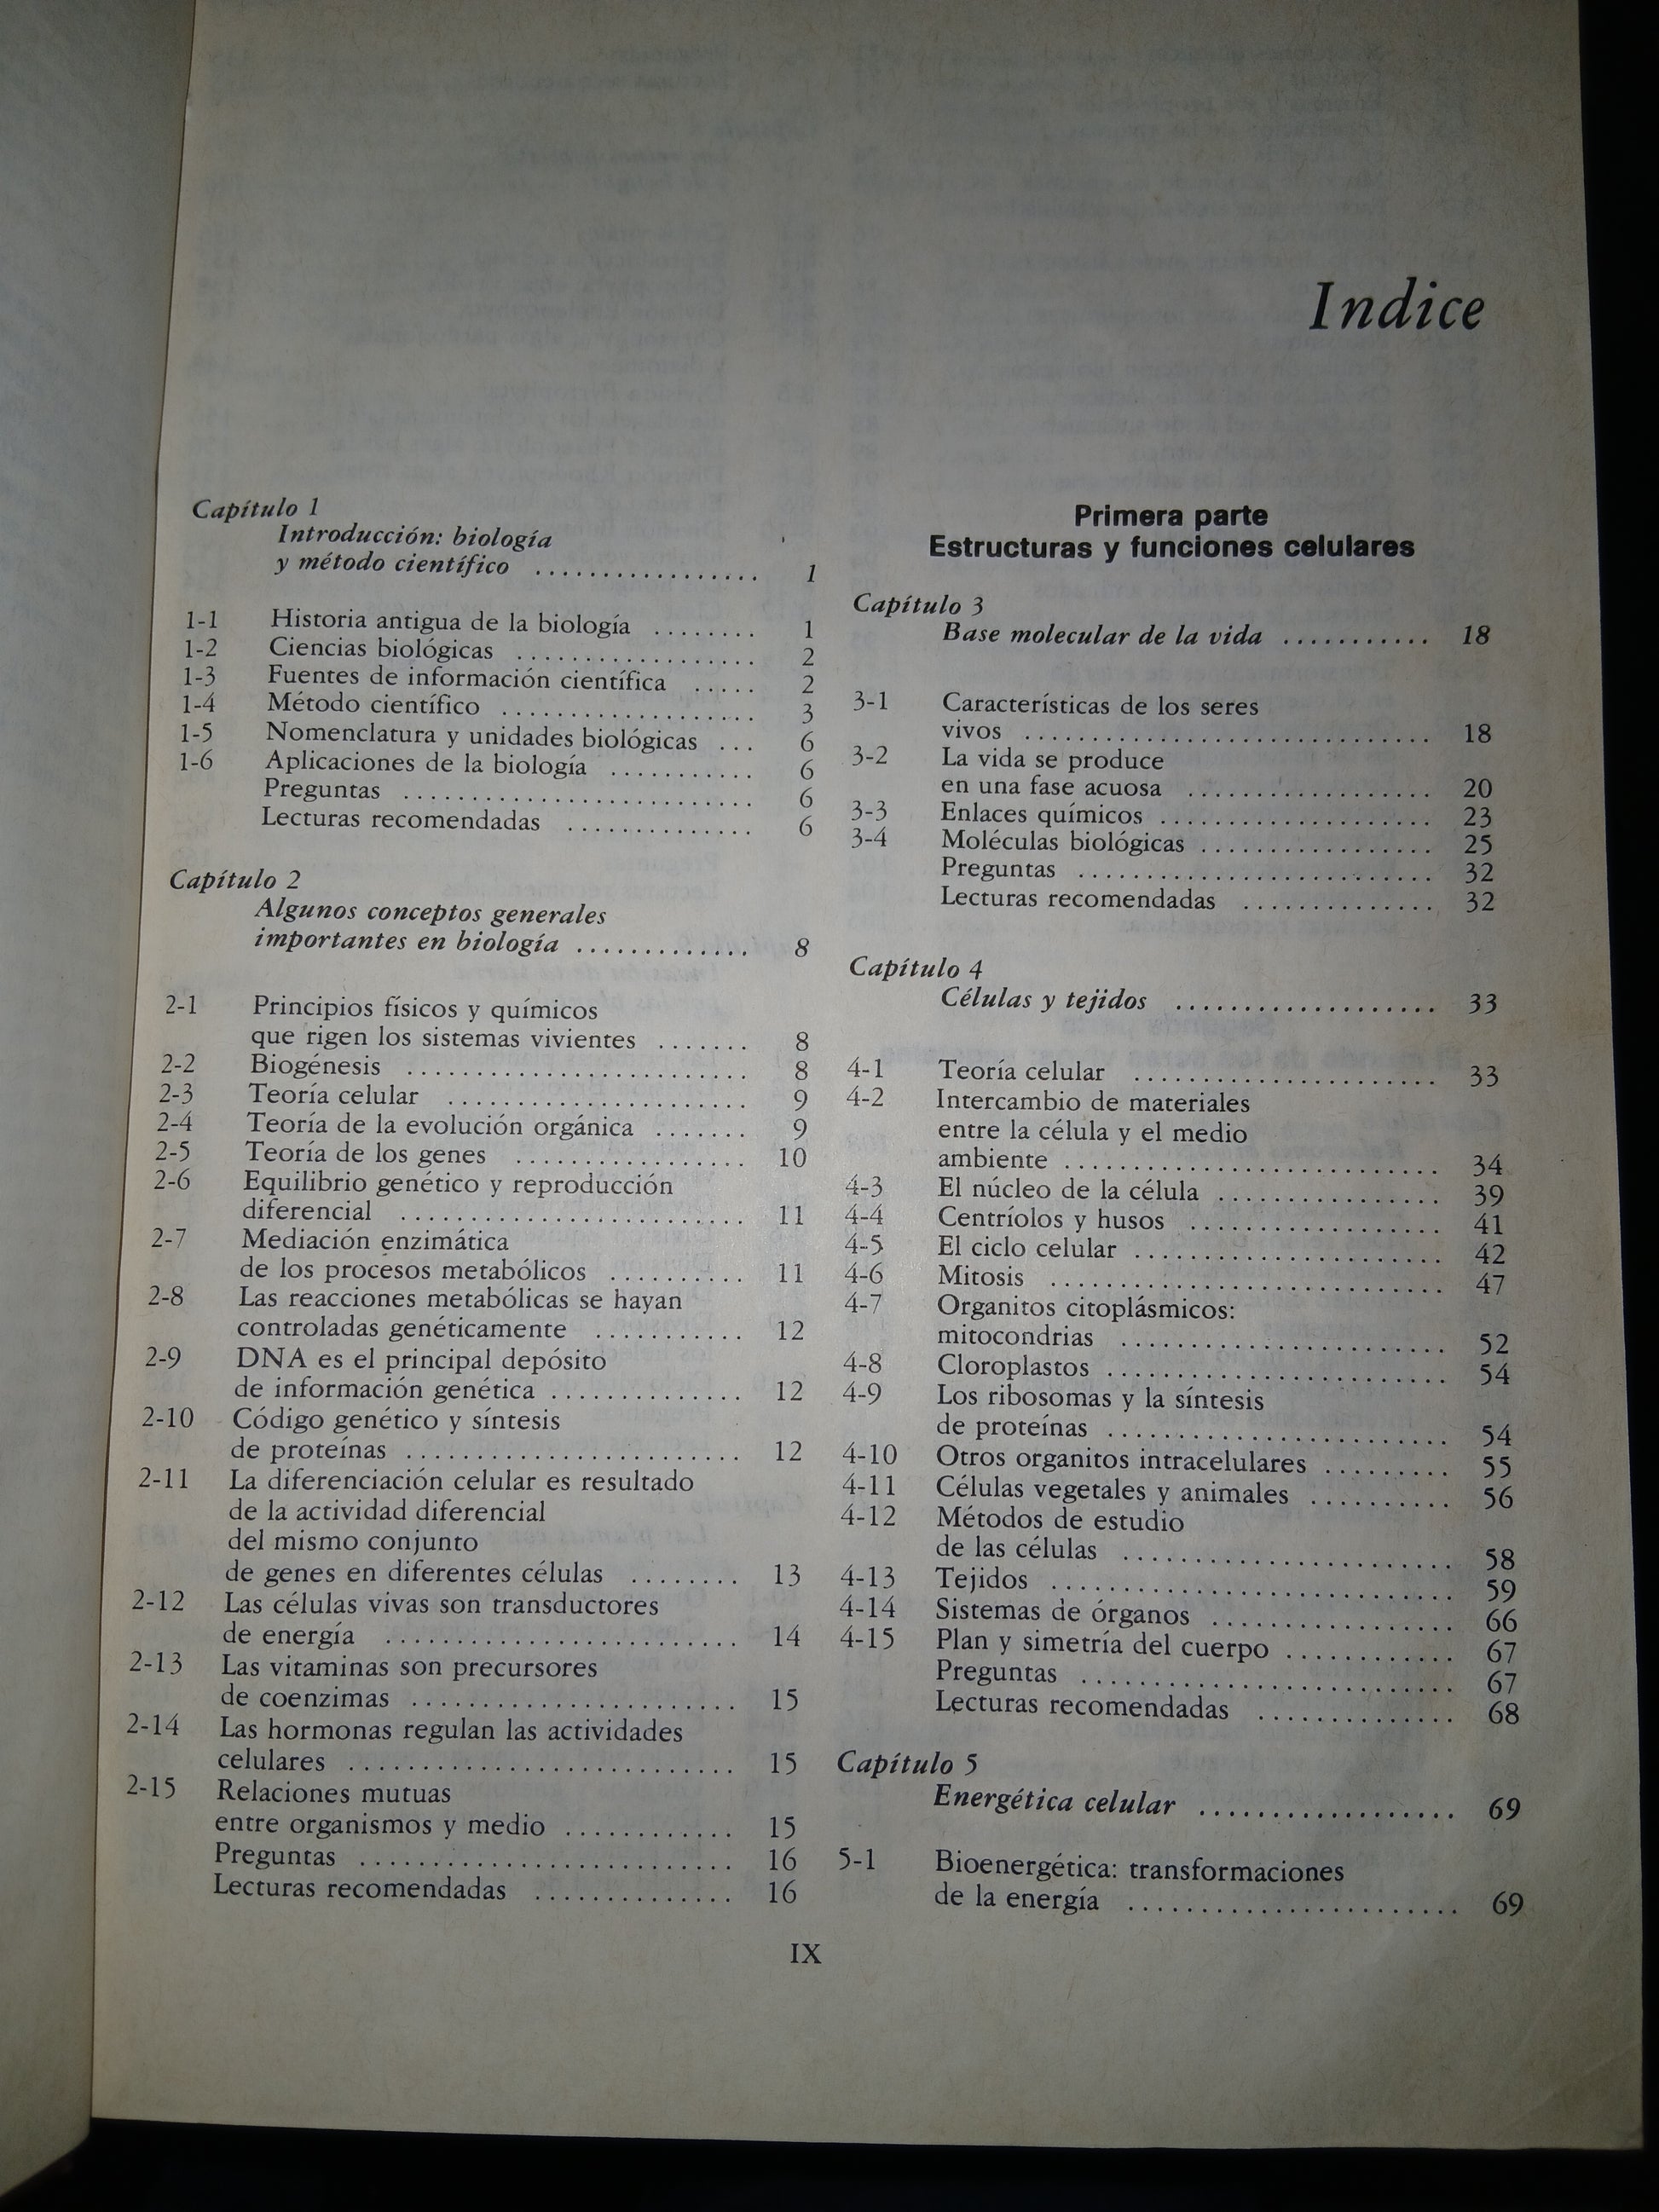 Indice
Capítulo 1
Introducción: biología
y método científico ................. 1
1-1 Historia antigua de la biología ........ 1
1-2 Ciencias biológicas .................. 2
1-3 Fuentes de información científica ..... 2
1-4 Método científico ................... 3
1-5 Nomenclatura y unidades biológicas ... 6
1-6 Aplicaciones de la biología ........... 6
Preguntas .......................... 6
Lecturas recomendadas .............. 6
Capítulo 2
Algunos conceptos generales
importantes en biología ............. 8
2-1 Principios físicos y químicos
que rigen los sistemas vivientes ....... 8
2-2 Biogénesis ......................... 8
2-3 Teoría celular ...................... 9
2-4 Teoría de la evolución orgánica ....... 9
2-5 Teoría de los genes ................. 10
2-6 Equilibrio genético y reproducción
diferencial .......................... 11
2-7 Mediación enzimática
de los procesos metabólicos .......... 11
2-8 Las reacciones metabólicas se hayan
controladas genéticamente ........... 12
2-9 DNA es el principal depósito
de información genética .............. 12
2-10 Código genético y síntesis
de proteínas ......................... 12
2-11 La diferenciación celular es resultado
de la actividad diferencial
del mismo conjunto
de genes en diferentes células ........ 13
2-12 Las células vivas son transductores
de energía ........................... 14
2-13 Las vitaminas son precursores
de coenzimas ........................ 15
2-14 Las hormonas regulan las actividades
celulares ............................. 15
2-15 Relaciones mutuas
entre organismos y medio ............ 15
Preguntas ............................ 16
Lecturas recomendadas ............... 16
Primera parte
Estructuras y funciones celulares
Capítulo 3
Base molecular de la vida ........... 18
3-1 Características de los seres
vivos .............................. 18
3-2 La vida se produce
en una fase acuosa .................. 20
3-3 Enlaces químicos .................... 23
3-4 Moléculas biológicas ................. 25
Preguntas .......................... 32
Lecturas recomendadas .............. 32
Capítulo 4
Células y tejidos ................... 33
4-1 Teoría celular ....................... 33
4-2 Intercambio de materiales
entre la célula y el medio
ambiente ............................ 34
4-3 El núcleo de la célula ................. 39
4-4 Centríolos y husos ................... 41
4-5 El ciclo celular ....................... 42
4-6 Mitosis ............................. 47
4-7 Organitos citoplásmicos:
mitocondrias ........................ 52
4-8 Cloroplastos ......................... 54
4-9 Los ribosomas y la síntesis
de proteínas ......................... 54
4-10 Otros organitos intracelulares ......... 55
4-11 Células vegetales y animales .......... 56
4-12 Métodos de estudio
de las células ........................ 58
4-13 Tejidos .............................. 59
4-14 Sistemas de órganos .................. 66
4-15 Plan y simetría del cuerpo ............ 67
Preguntas ............................ 67
Lecturas recomendadas .............. 68
Capítulo 5
Energética celular .................. 69
5-1 Bioenergética: transformaciones
de la energía ........................ 69
IX